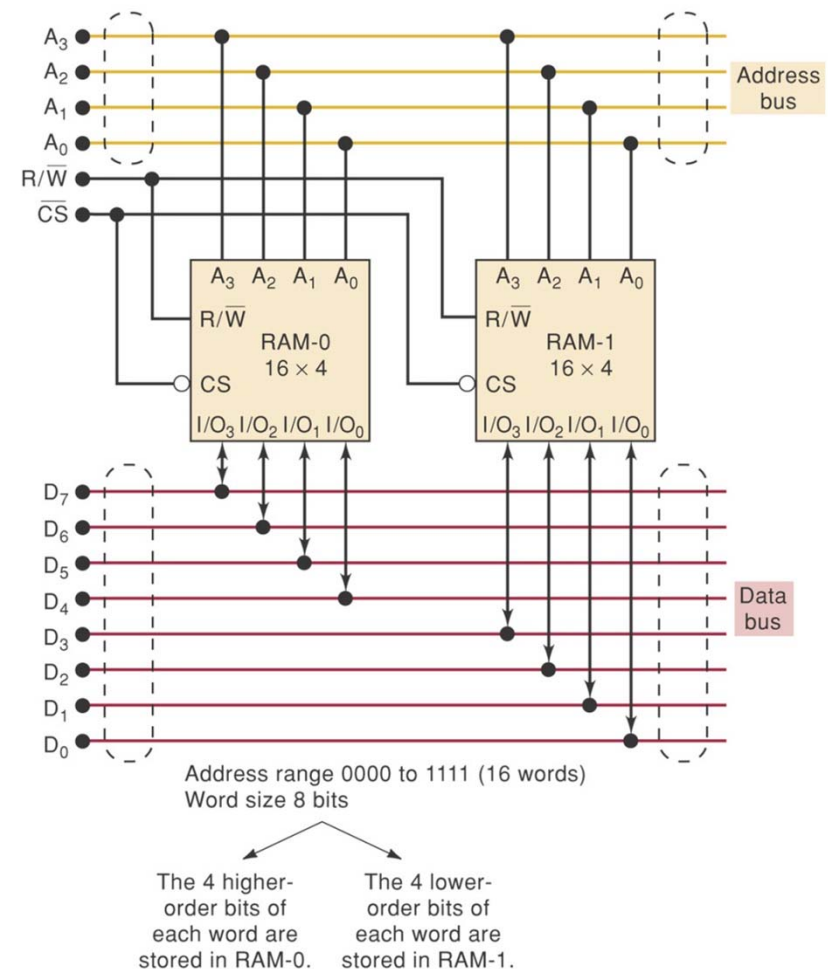 A₃
A₂
Address
bus
A₁
A₀
R/W̅
C̅S̅
A₃ A₂ A₁ A₀
A₃ A₂ A₁ A₀
R/W̅
R/W̅
RAM-0
16 × 4
RAM-1
16 × 4
CS
CS
I/O₃ I/O₂ I/O₁ I/O₀
I/O₃ I/O₂ I/O₁ I/O₀
D₇
D₆
D₅
D₄
Data
bus
D₃
D₂
D₁
D₀
Address range 0000 to 1111 (16 words)
Word size 8 bits
The 4 higher-
order bits of
each word are
stored in RAM-0.
The 4 lower-
order bits of
each word are
stored in RAM-1.